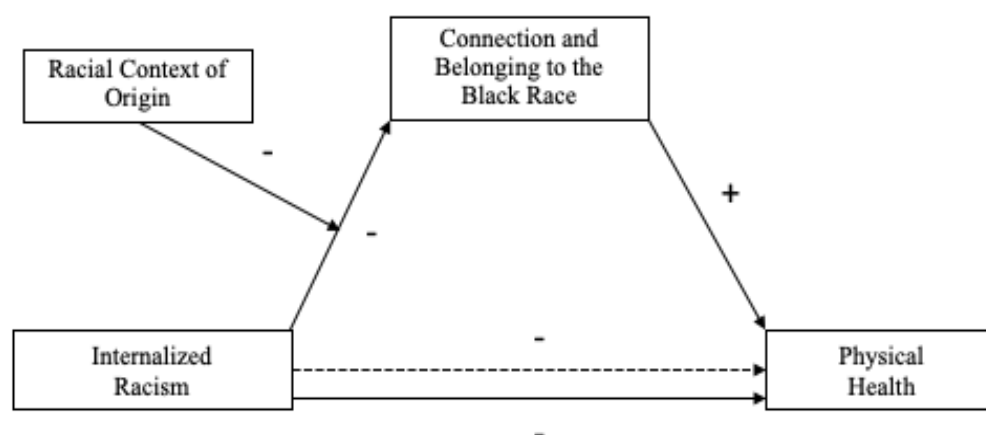 Connection and
Belonging to the
Black Race
Racial Context of
Origin
-
-
+
Internalized
Racism
-
Physical
Health
-